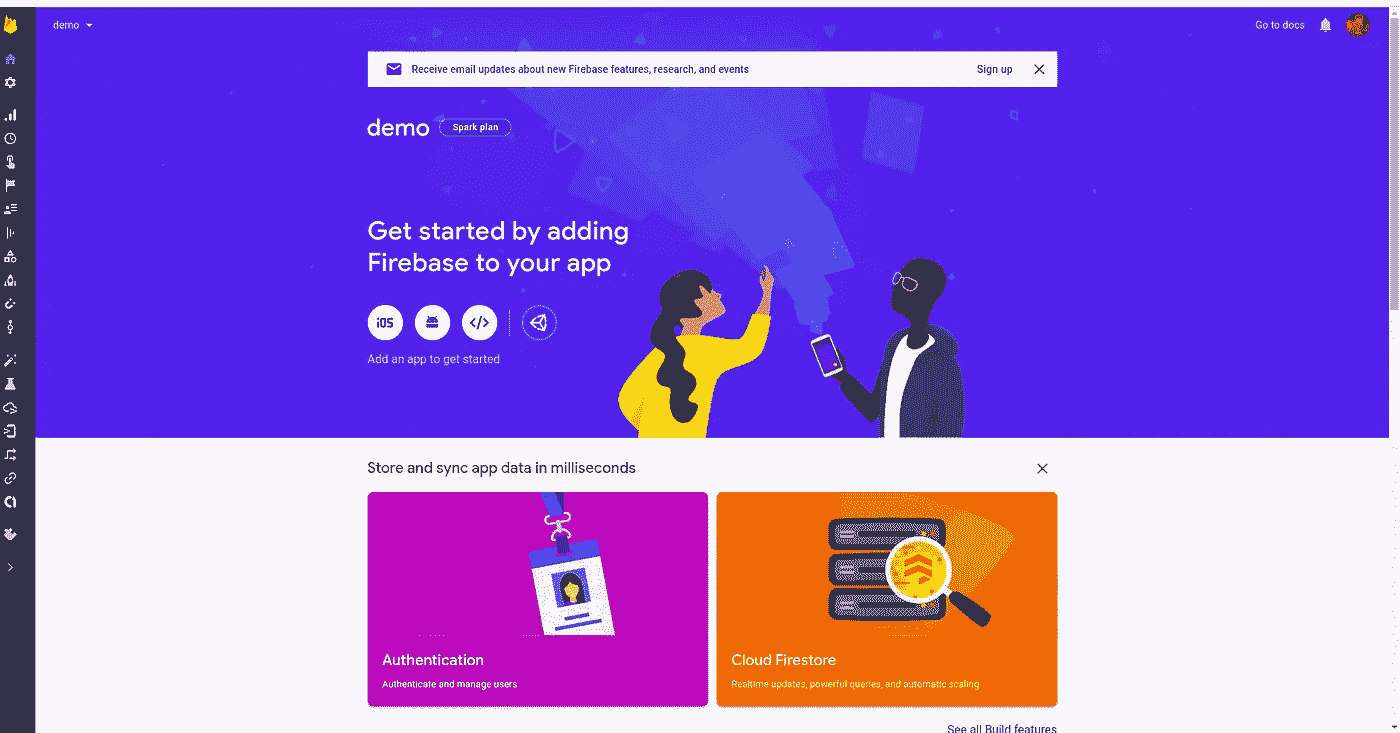 demo
Go to docs
Receive email updates about new Firebase features, research, and events
Sign up
demo
Spark plan
Get started by adding
Firebase to your app
iOS
Add an app to get started
Store and sync app data in milliseconds
Authentication
Authenticate and manage users
Cloud Firestore
Realtime updates, powerful queries, and automatic scaling
See all Build features